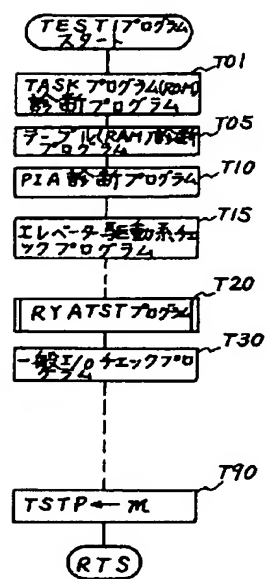 TESTプログラム
スタート
T01
TASKプログラム(ROM)
診断プログラム
T05
テーブル(RAM)診断
プログラム
T10
PIA診断プログラム
T15
エレベーター駆動系チェ
ックプログラム
T20
RYATSTプログラム
T30
一般I/Oチェックプロ
グラム
T90
TSTP←m
RTS